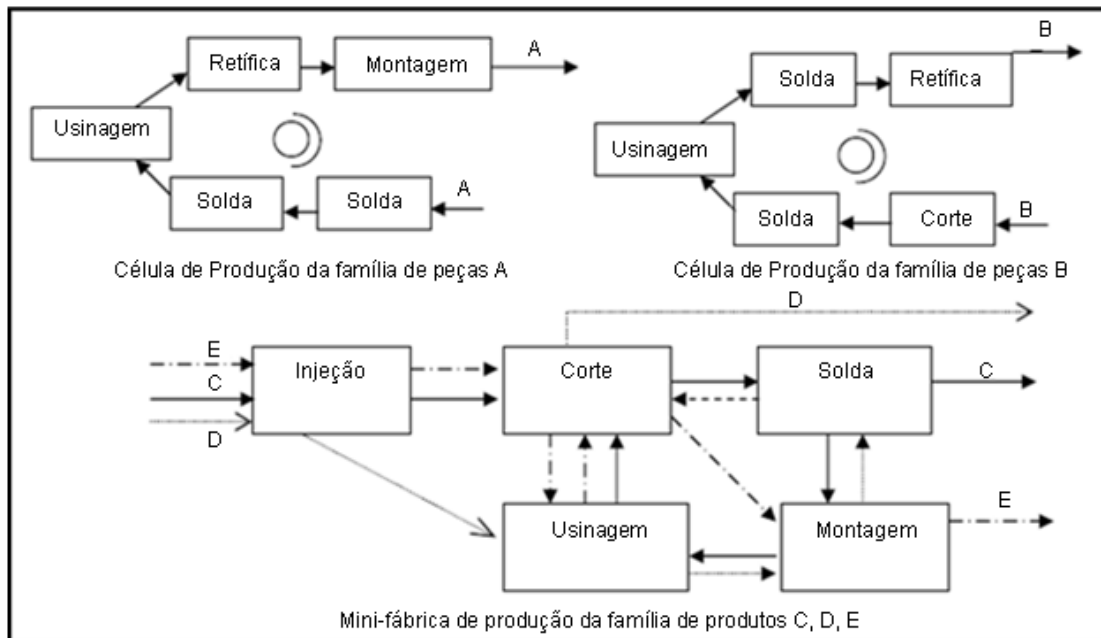 A
B
Retífica
Montagem
Solda
Retífica
Usinagem
Usinagem
A
B
Solda
Solda
Solda
Corte
Célula de Produção da família de peças A
Célula de Produção da família de peças B
D
E
Injeção
Corte
Solda
C
C
D
Usinagem
Montagem
E
Mini-fábrica de produção da família de produtos C, D, E